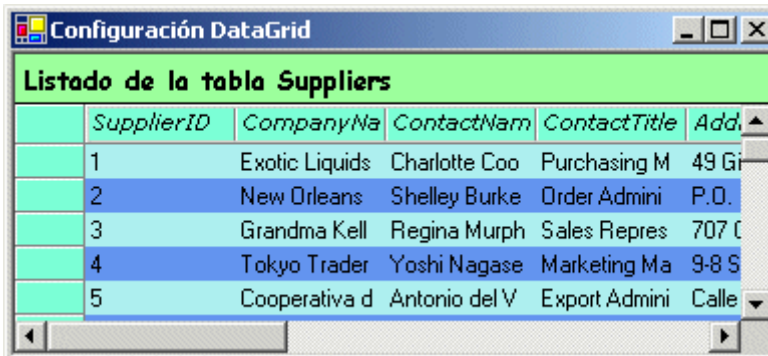 Configuración DataGrid
Listado de la tabla Suppliers
SupplierID CompanyNa ContactNam ContactTitle Add
1 Exotic Liquids Charlotte Coo Purchasing M 49 Gi
2 New Orleans Shelley Burke Order Admini P.O.
3 Grandma Kell Regina Murph Sales Repres 707
4 Tokyo Trader Yoshi Nagase Marketing Ma 9-8 S
5 Cooperativa d Antonio del V Export Admini Calle